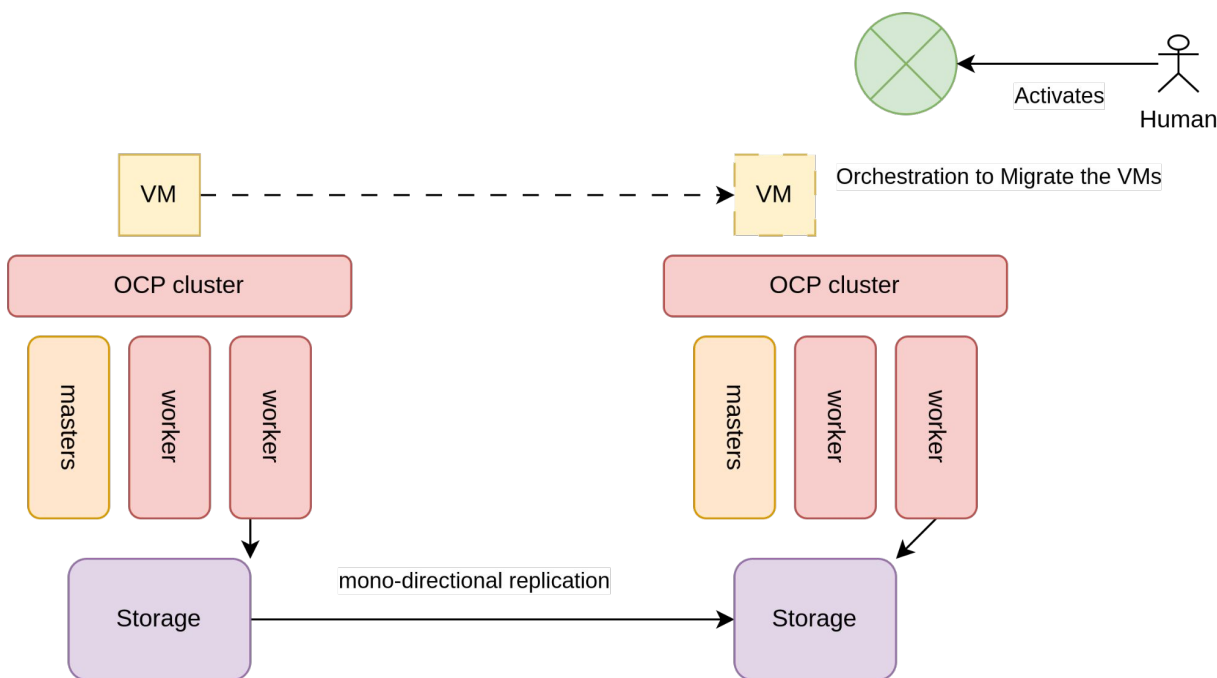 Activates
Human
VM
VM
Orchestration to Migrate the VMs
OCP cluster
OCP cluster
masters
worker
worker
masters
worker
worker
mono-directional replication
Storage
Storage